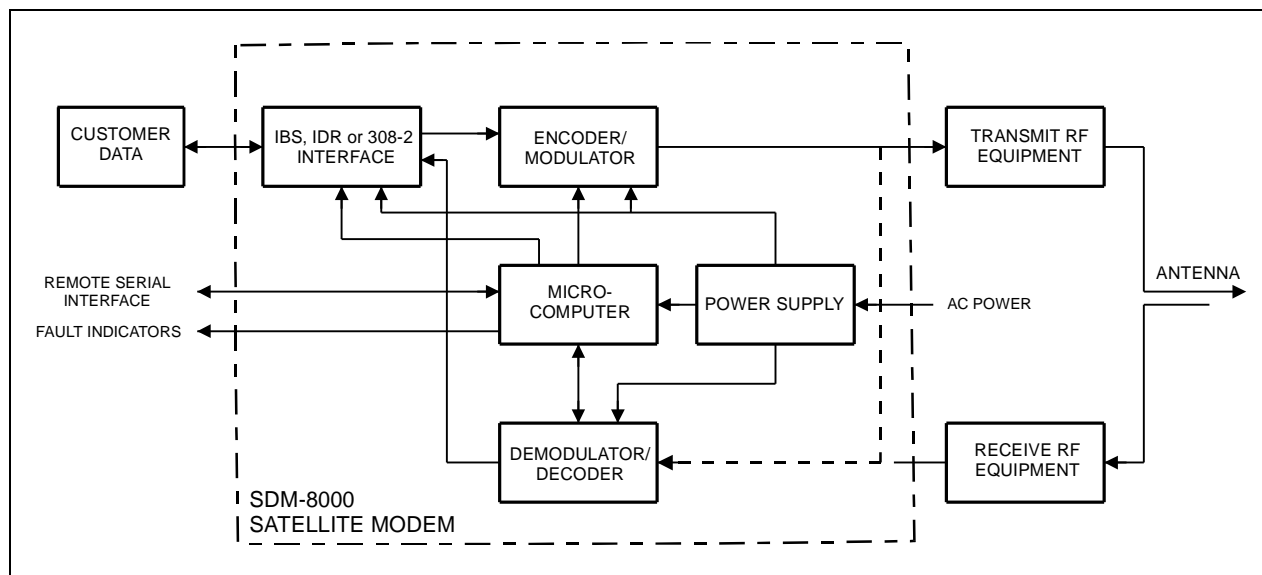 CUSTOMER
DATA
IBS, IDR or 308-2
INTERFACE
ENCODER/
MODULATOR
TRANSMIT RF
EQUIPMENT
REMOTE SERIAL
INTERFACE
FAULT INDICATORS
MICRO-
COMPUTER
POWER SUPPLY
AC POWER
ANTENNA
DEMODULATOR/
DECODER
RECEIVE RF
EQUIPMENT
SDM-8000
SATELLITE MODEM